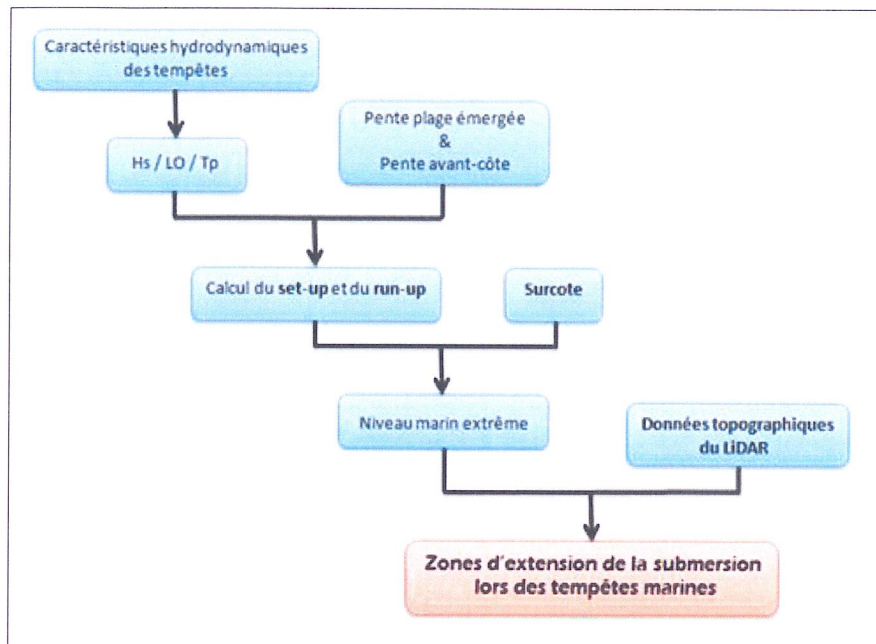 Caractéristiques hydrodynamiques
des tempêtes
Pente plage émergée
&
Pente avant-côte
Hs / LO / Tp
Calcul du set-up et du run-up
Surcote
Niveau marin extrême
Données topographiques
du LiDAR
Zones d'extension de la submersion
lors des tempêtes marines